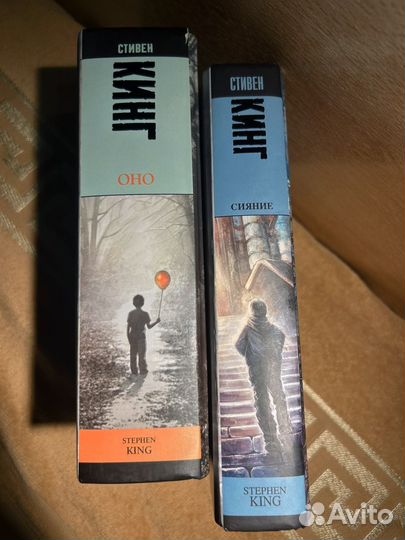 СТИВЕН
КИНГ
ОНО
STEPHEN
KING
СТИВЕН
КИНГ
СИЯНИЕ
STEPHEN
KING
Avito